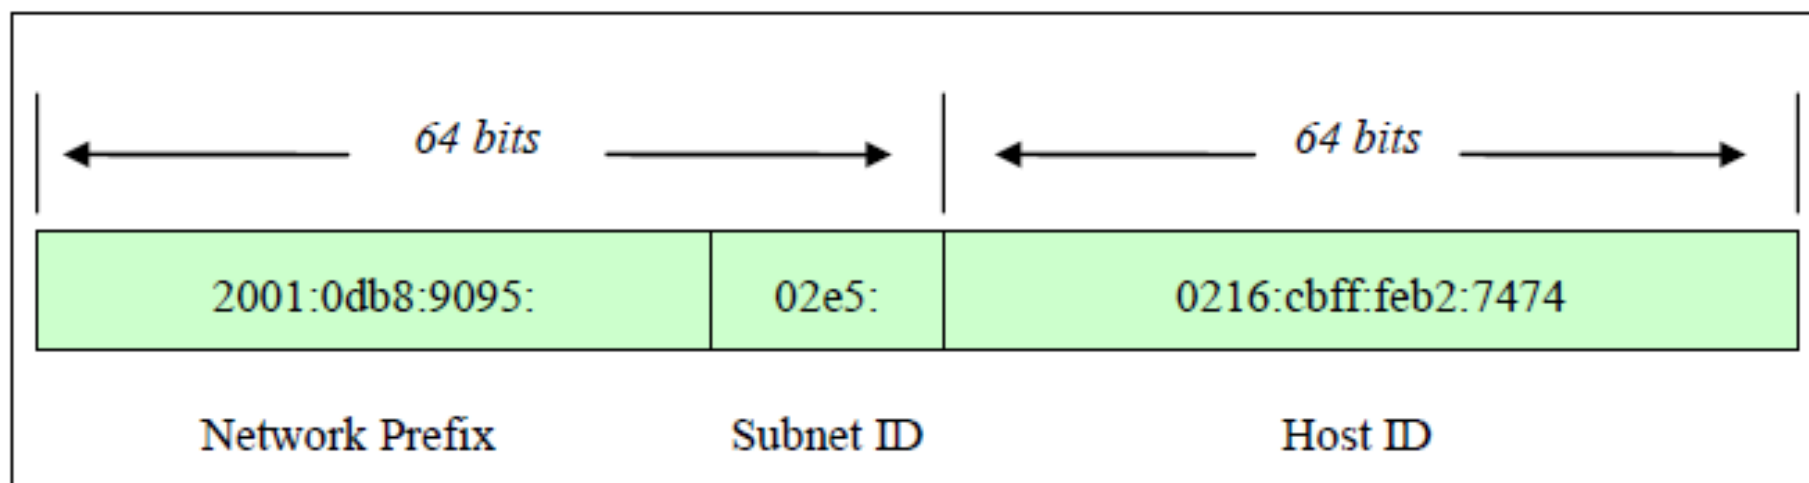 64 bits 64 bits
2001:0db8:9095: 02e5: 0216:cbff:feb2:7474
Network Prefix Subnet ID Host ID